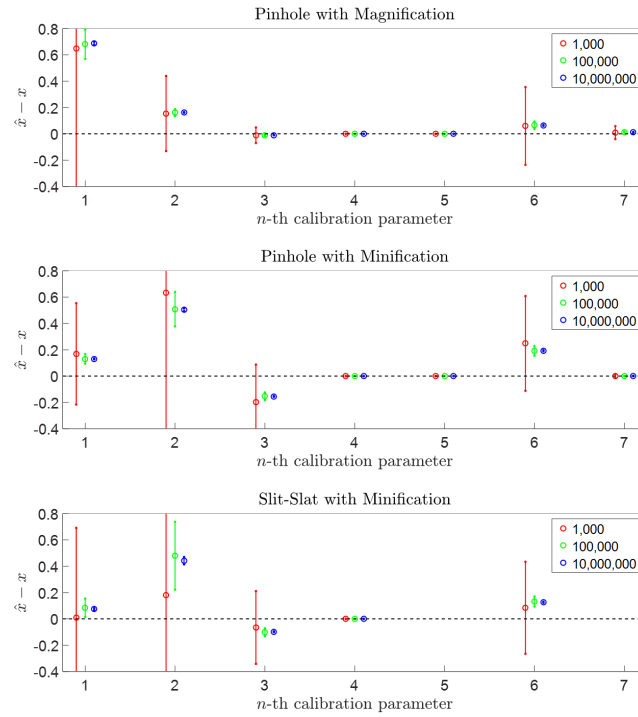 Pinhole with Magnification
0.8
0.6
0.4
0.2
0
-0.2
-0.4
x̂ − x
1 2 3 4 5 6 7
n-th calibration parameter
1,000
100,000
10,000,000
Pinhole with Minification
0.8
0.6
0.4
0.2
0
-0.2
-0.4
x̂ − x
1 2 3 4 5 6 7
n-th calibration parameter
1,000
100,000
10,000,000
Slit-Slat with Minification
0.8
0.6
0.4
0.2
0
-0.2
-0.4
x̂ − x
1 2 3 4 5 6 7
n-th calibration parameter
1,000
100,000
10,000,000